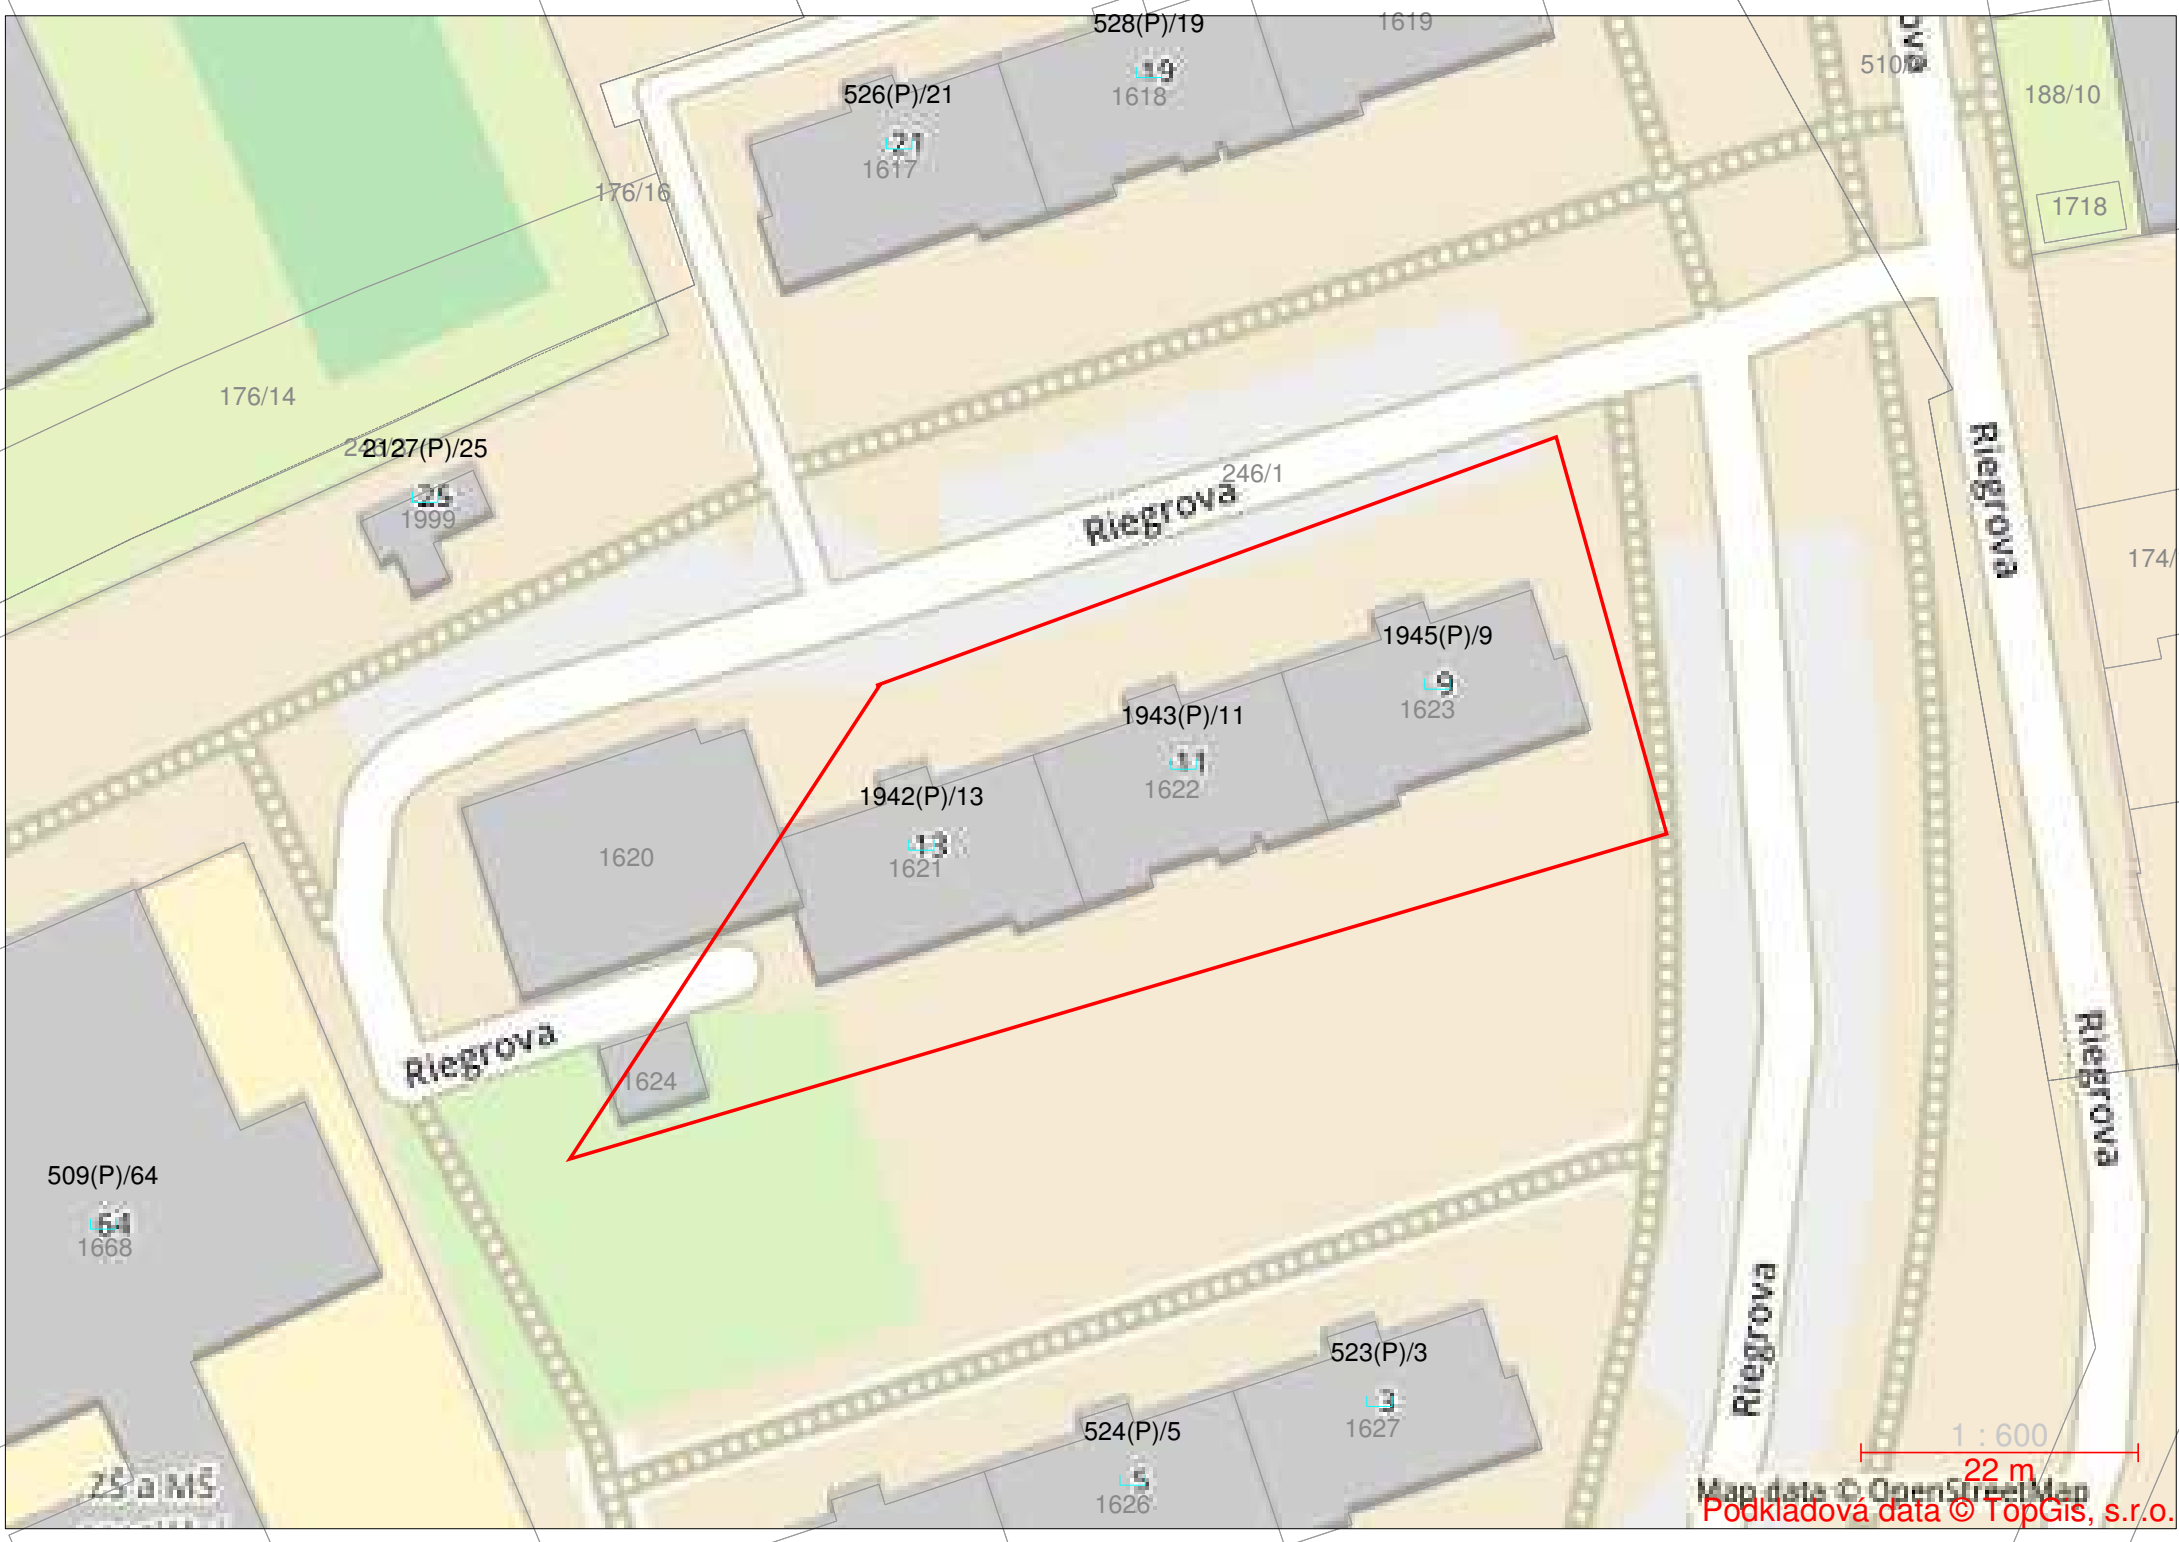 528(P)/19
1619
19
1618
526(P)/21
21
1617
510/
ova
188/10
1718
176/16
176/14
2127(P)/25
25
1999
246/1
Riegrova
Riegrova
174/
1945(P)/9
9
1623
1943(P)/11
11
1622
1942(P)/13
13
1621
1620
Riegrova
1624
Riegrova
509(P)/64
64
1668
Riegrova
523(P)/3
3
1627
524(P)/5
5
1626
ZŠ a MŠ
1 : 600
22 m
Map data © OpenStreetMap
Podkladová data © TopGis, s.r.o.